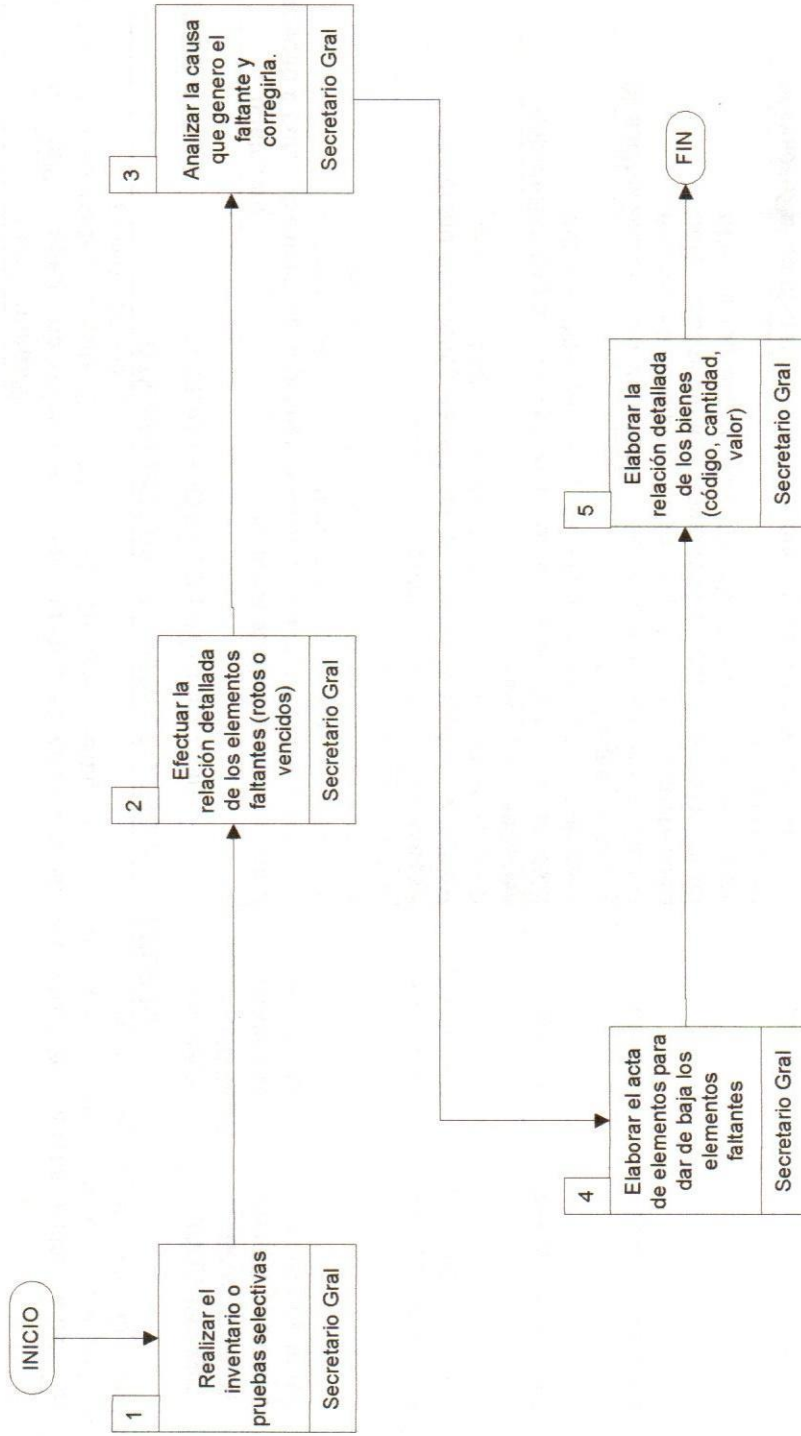 INICIO
1
Realizar el
inventario o
pruebas selectivas
Secretario Gral
2
Efectuar la
relación detallada
de los elementos
faltantes (rotos o
vencidos)
Secretario Gral
3
Analizar la causa
que genero el
faltante y
corregirla.
Secretario Gral
4
Elaborar el acta
de elementos para
dar de baja los
elementos
faltantes
Secretario Gral
5
Elaborar la
relación detallada
de los bienes
(código, cantidad,
valor)
Secretario Gral
FIN